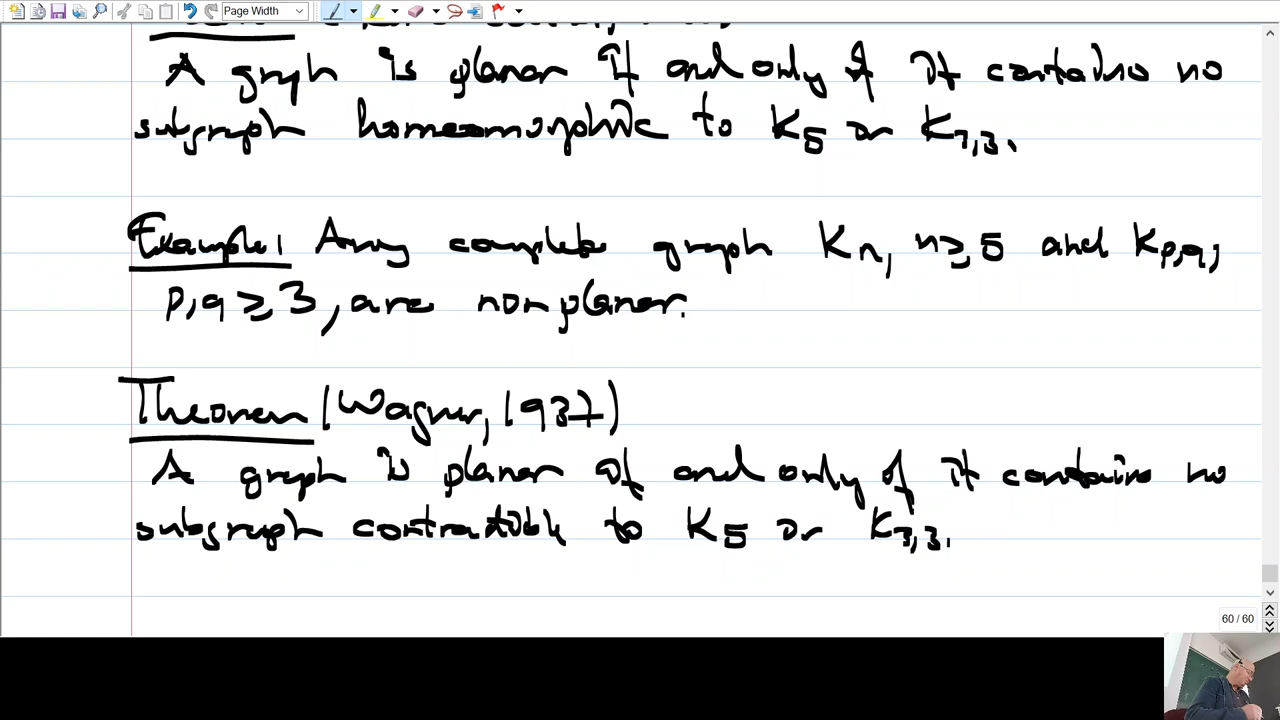 Page Width
A graph is planar if and only if it contains no
subgraph homeomorphic to K5 or K3,3.
Example: Any complete graph Kn, n≥5 and Kp,q,
p,q ≥ 3, are nonplanar.
Theorem (Wagner, 1937)
A graph is planar if and only if it contains no
subgraph contractible to K5 or K3,3.
60 / 60